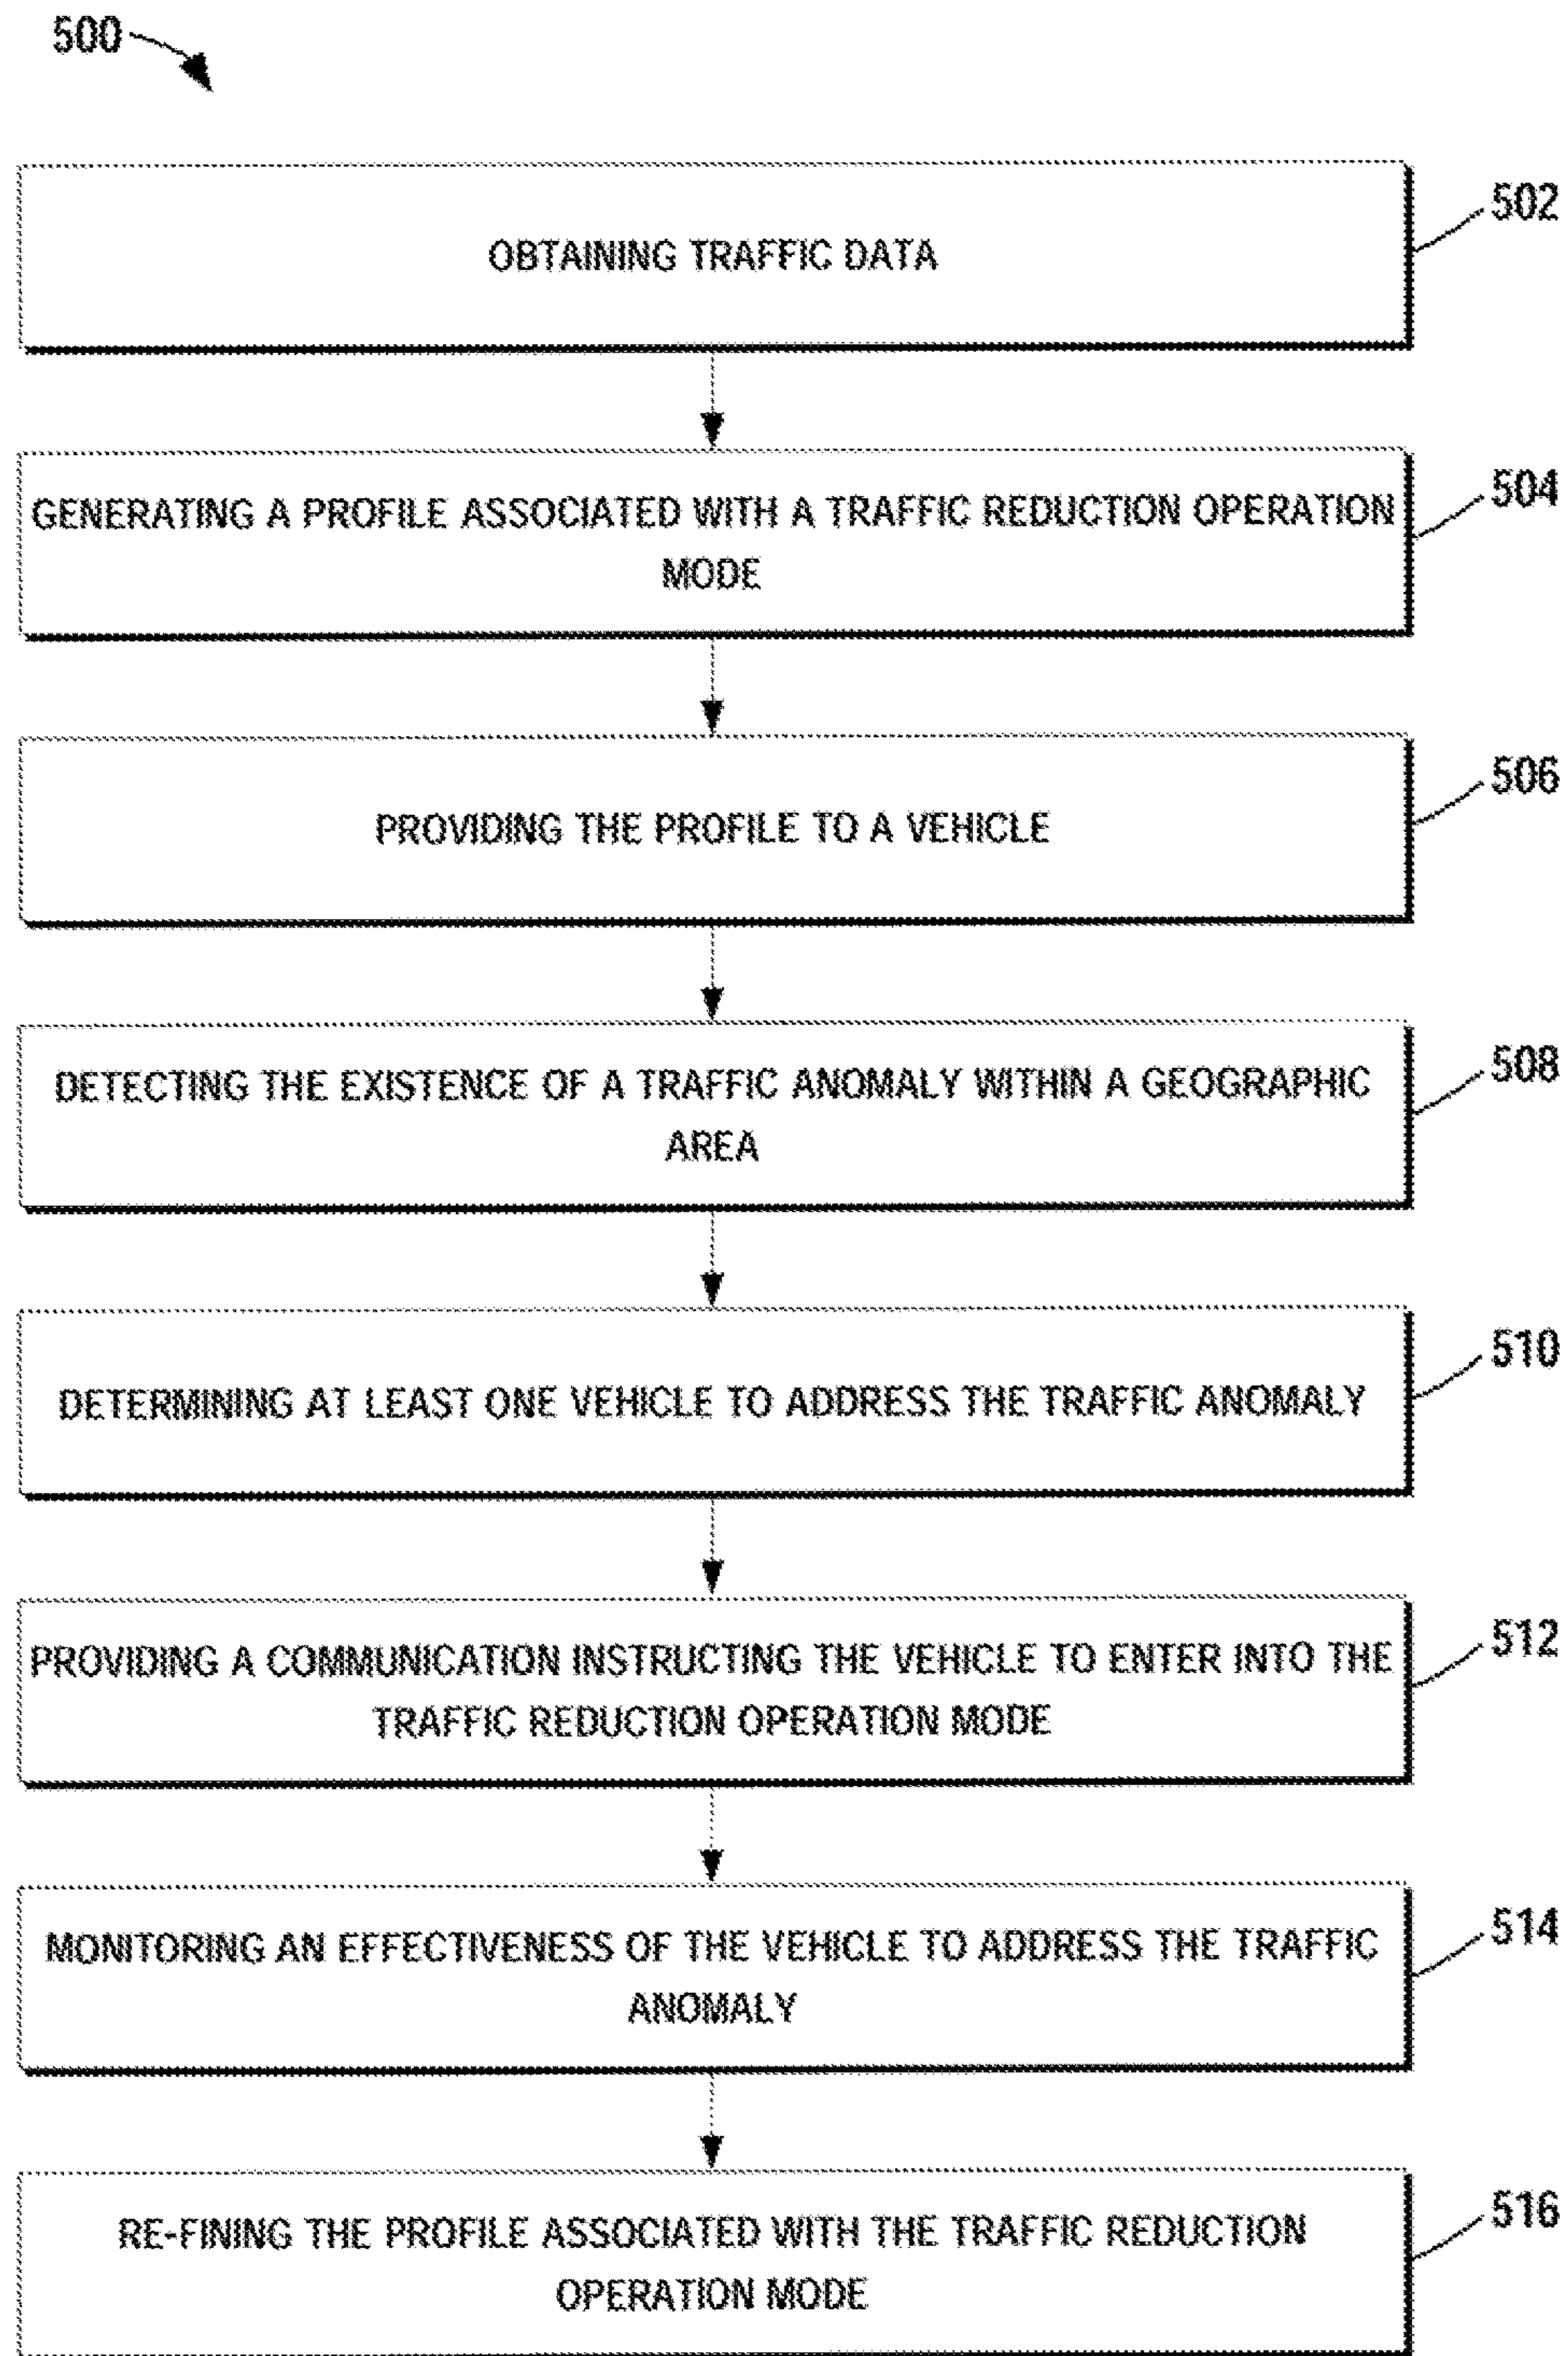 500
OBTAINING TRAFFIC DATA
502
GENERATING A PROFILE ASSOCIATED WITH A TRAFFIC REDUCTION OPERATION
MODE
504
PROVIDING THE PROFILE TO A VEHICLE
506
DETECTING THE EXISTENCE OF A TRAFFIC ANOMALY WITHIN A GEOGRAPHIC
AREA
508
DETERMINING AT LEAST ONE VEHICLE TO ADDRESS THE TRAFFIC ANOMALY
510
PROVIDING A COMMUNICATION INSTRUCTING THE VEHICLE TO ENTER INTO THE
TRAFFIC REDUCTION OPERATION MODE
512
MONITORING AN EFFECTIVENESS OF THE VEHICLE TO ADDRESS THE TRAFFIC
ANOMALY
514
RE-FINING THE PROFILE ASSOCIATED WITH THE TRAFFIC REDUCTION
OPERATION MODE
516